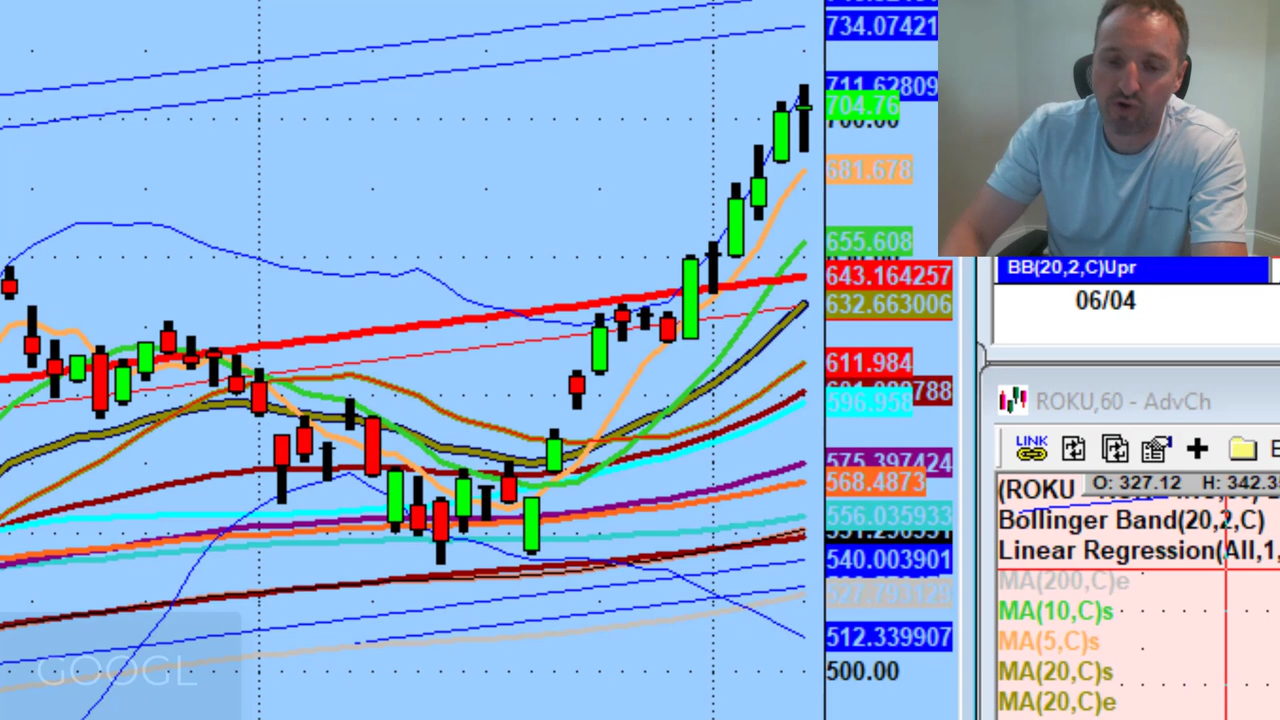 734.07421
711.62809
704.76
700.00
681.678
655.608
643.164257
632.663006
611.984
788
596.958
575.397424
568.4873
556.035933
540.003901
512.339907
500.00
GOOGL
BB(20,2,C)Upr
06/04
ROKU,60 - AdvCh
LINK
O: 327.12 H: 342.3
(ROKU
Bollinger Band(20,2,C)
Linear Regression(All,1,
MA(200,C)e
MA(10,C)s
MA(5,C)s
MA(20,C)s
MA(20,C)e